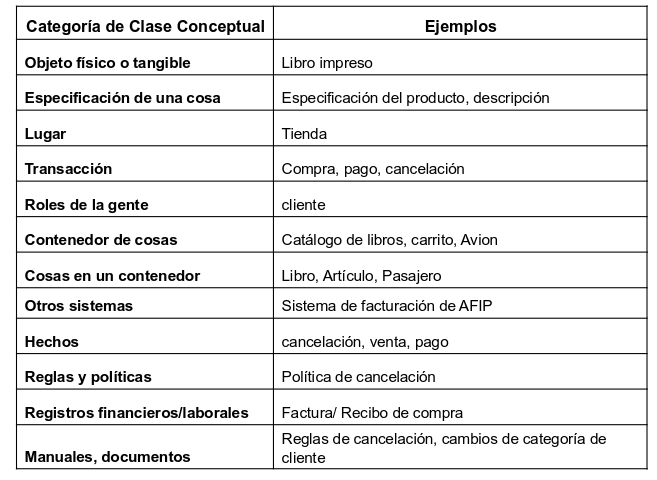 Categoría de Clase Conceptual Ejemplos
Objeto físico o tangible Libro impreso
Especificación de una cosa Especificación del producto, descripción
Lugar Tienda
Transacción Compra, pago, cancelación
Roles de la gente cliente
Contenedor de cosas Catálogo de libros, carrito, Avion
Cosas en un contenedor Libro, Artículo, Pasajero
Otros sistemas Sistema de facturación de AFIP
Hechos cancelación, venta, pago
Reglas y políticas Política de cancelación
Registros financieros/laborales Factura/ Recibo de compra
Manuales, documentos Reglas de cancelación, cambios de categoría de
cliente